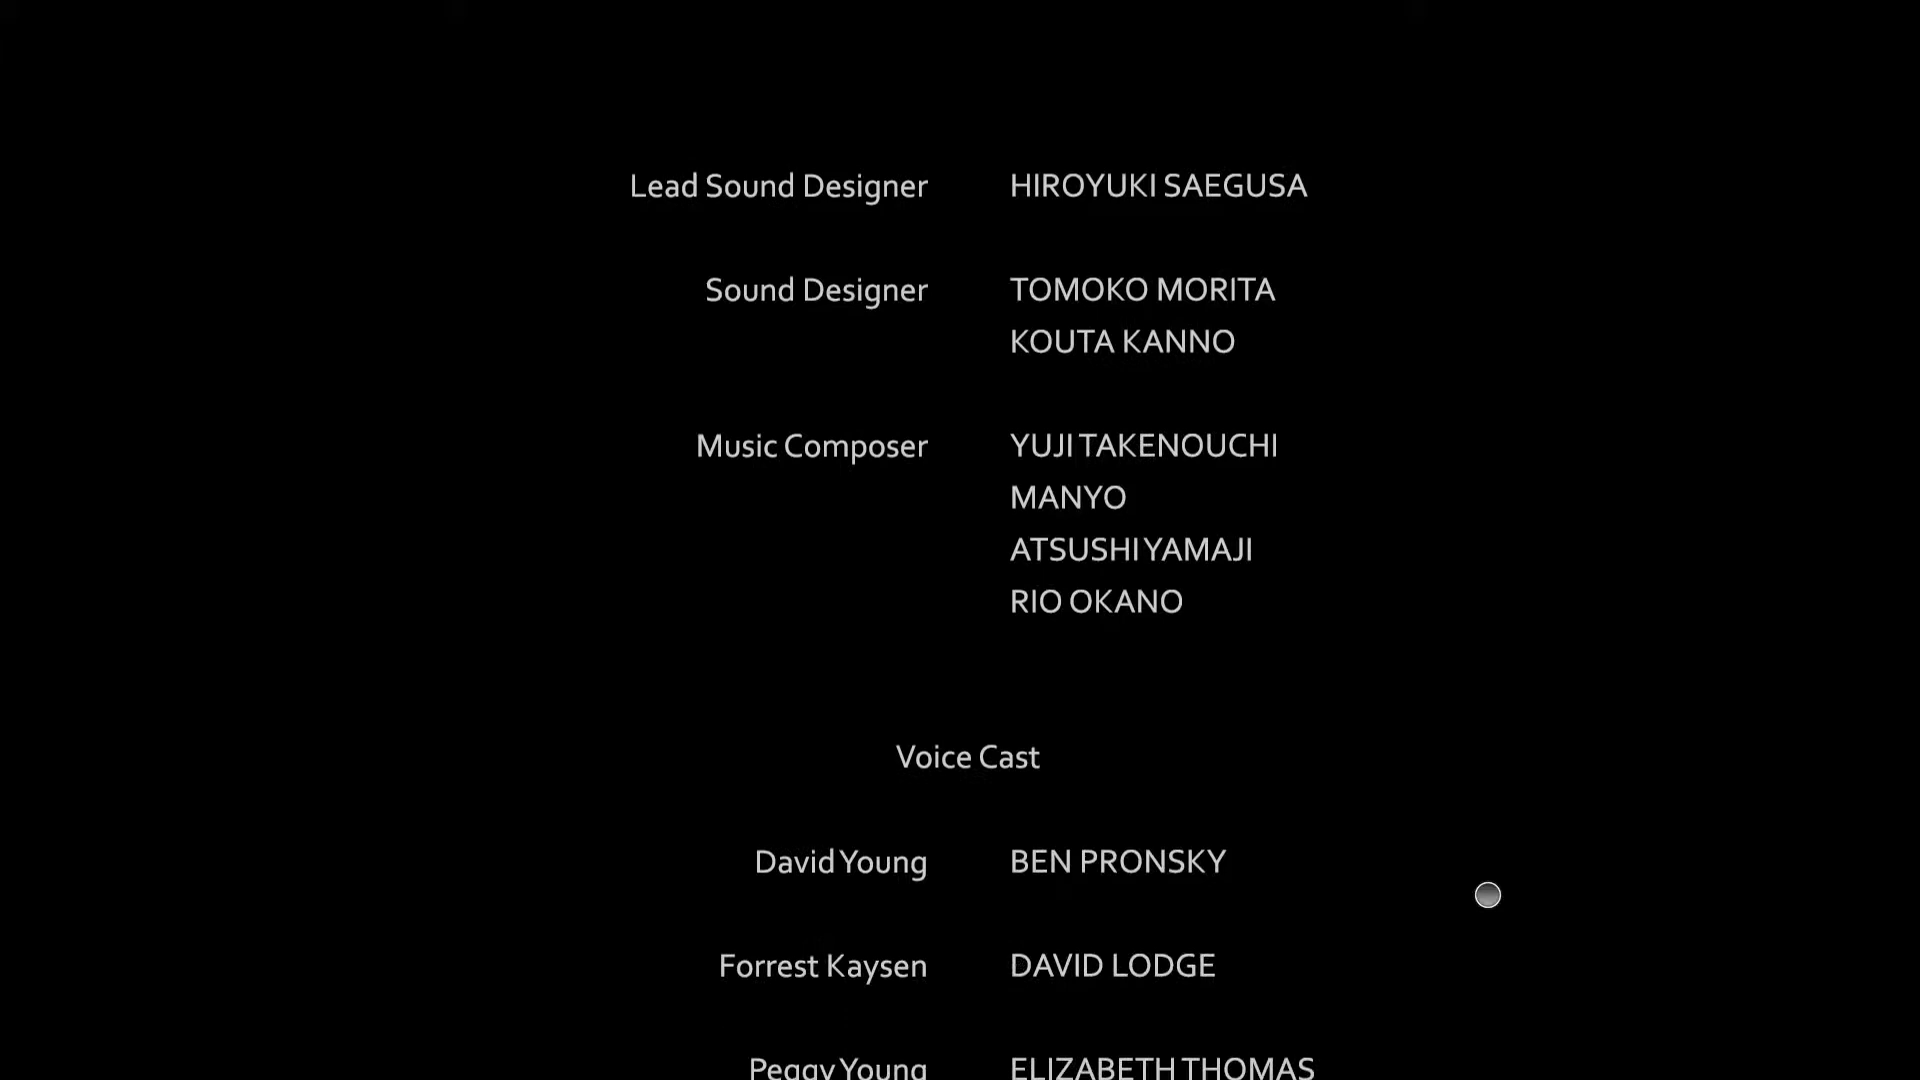 Lead Sound Designer HIROYUKI SAEGUSA
Sound Designer TOMOKO MORITA
KOUTA KANNO
Music Composer YUJI TAKENOUCHI
MANYO
ATSUSHI YAMAJI
RIO OKANO
Voice Cast
David Young BEN PRONSKY
Forrest Kaysen DAVID LODGE
Peggy Young ELIZABETH THOMAS